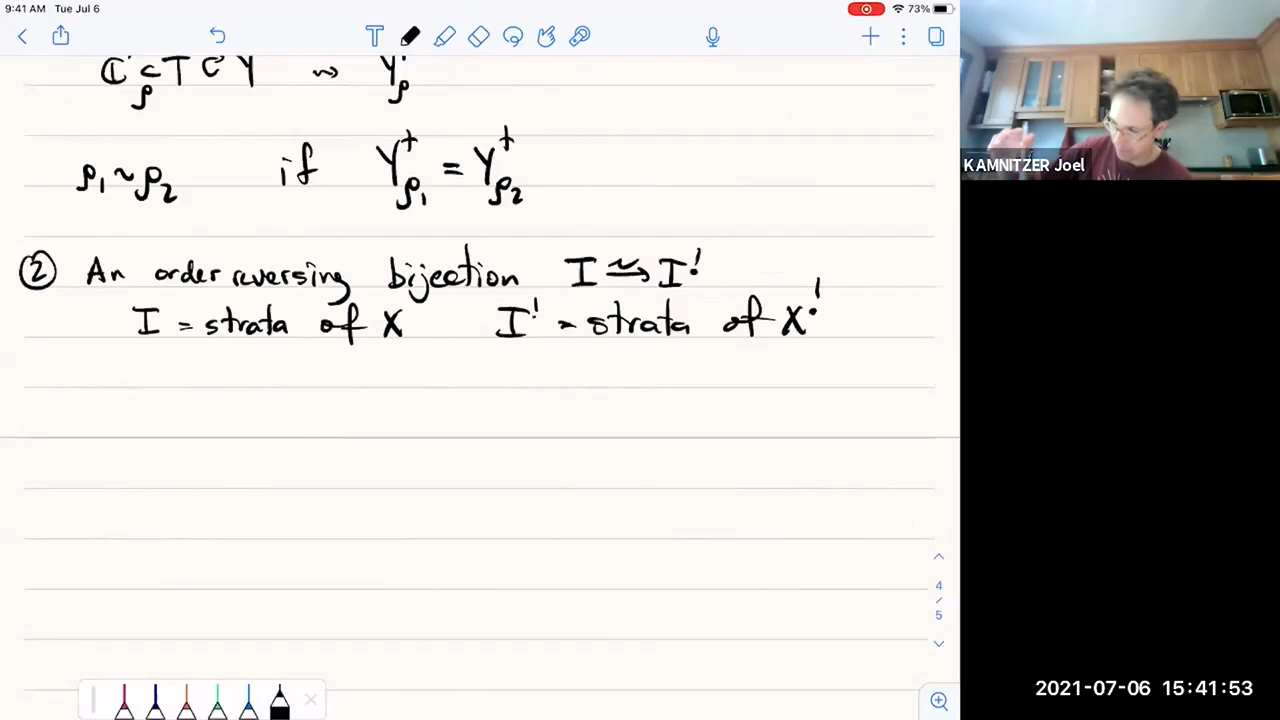 9:41 AM Tue Jul 6
73%
ℂ^× ⊂_ρ T ⊂ Y ⇝ Y_ρ^+
ρ₁ ~ ρ₂ if Y^+_ρ₁ = Y^+_ρ₂
② An order reversing bijection I ⥲ I^!
I = strata of X I^! = strata of X^!
4
/
5
KAMNITZER Joel
2021-07-06 15:41:53